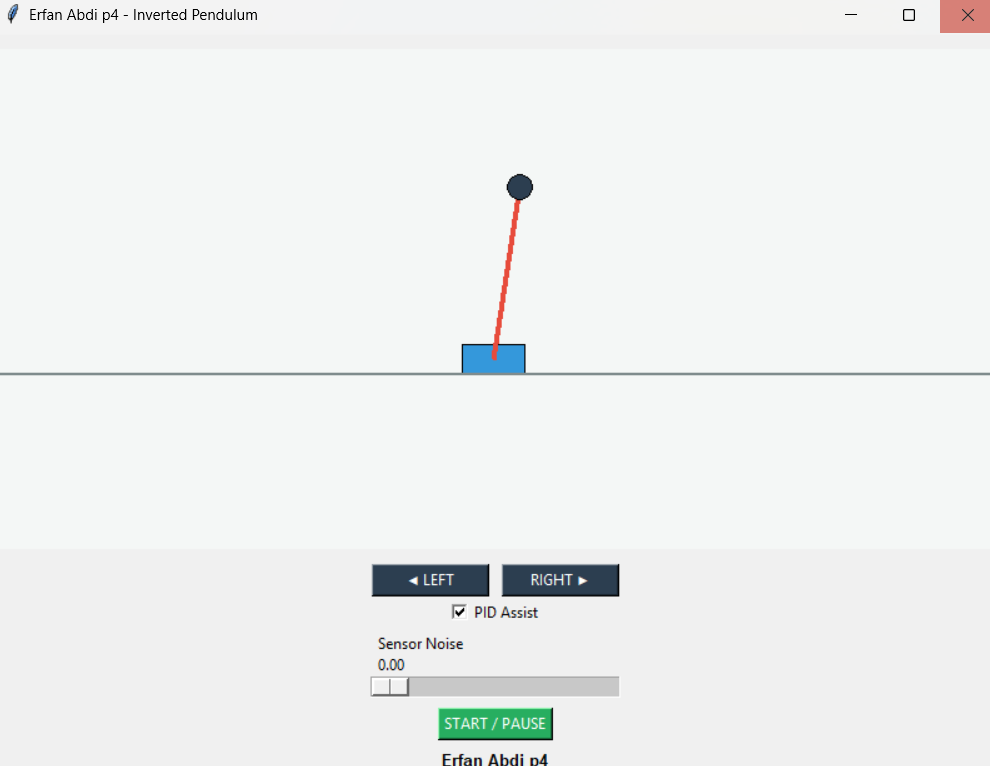 Erfan Abdi p4 - Inverted Pendulum
◄ LEFT RIGHT ►
PID Assist
Sensor Noise
0.00
START / PAUSE
Erfan Abdi p4